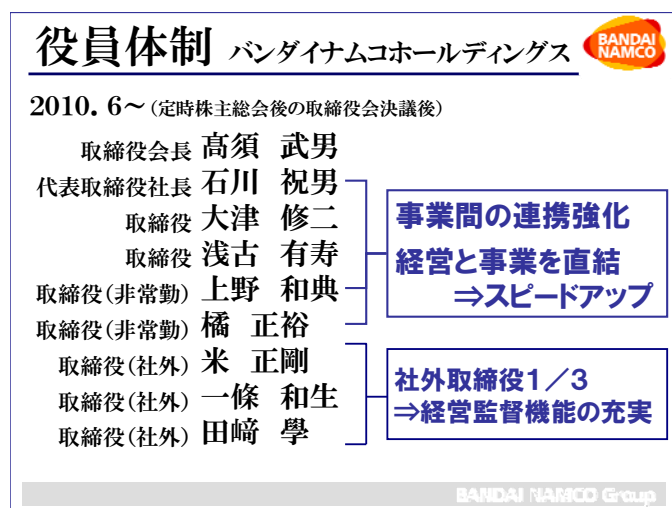 役員体制 バンダイナムコホールディングス
BANDAI
NAMCO
2010. 6~(定時株主総会後の取締役会決議後)
取締役会長 髙須 武男
代表取締役社長 石川 祝男
取締役 大津 修二
取締役 浅古 有寿
取締役(非常勤) 上野 和典
取締役(非常勤) 橘 正裕
取締役(社外) 米 正剛
取締役(社外) 一條 和生
取締役(社外) 田﨑 學
事業間の連携強化
経営と事業を直結
⇒スピードアップ
社外取締役1/3
⇒経営監督機能の充実
BANDAI NAMCO Group